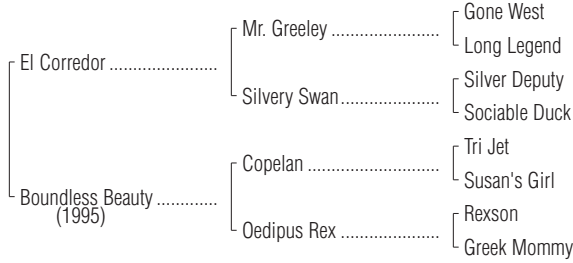 Gone West
Mr. Greeley ........................
Long Legend
El Corredor ........................
Silver Deputy
Silvery Swan......................
Sociable Duck
Tri Jet
Copelan .............................
Susan's Girl
Boundless Beauty .............
(1995)
Rexson
Oedipus Rex ......................
Greek Mommy